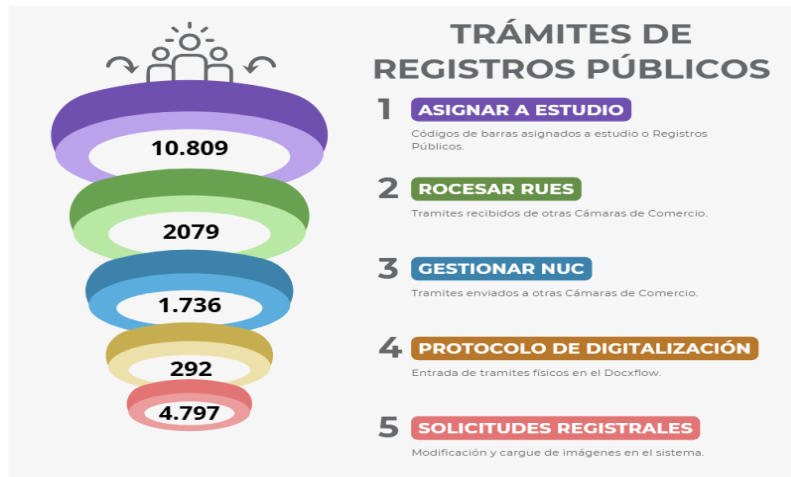 TRÁMITES DE
REGISTROS PÚBLICOS
10.809
2079
1.736
292
4.797
1 ASIGNAR A ESTUDIO
Códigos de barras asignados a estudio o Registros
Públicos.
2 ROCESAR RUES
Tramites recibidos de otras Cámaras de Comercio.
3 GESTIONAR NUC
Tramites enviados a otras Cámaras de Comercio.
4 PROTOCOLO DE DIGITALIZACIÓN
Entrada de tramites físicos en el Docxflow.
5 SOLICITUDES REGISTRALES
Modificación y cargue de imágenes en el sistema.